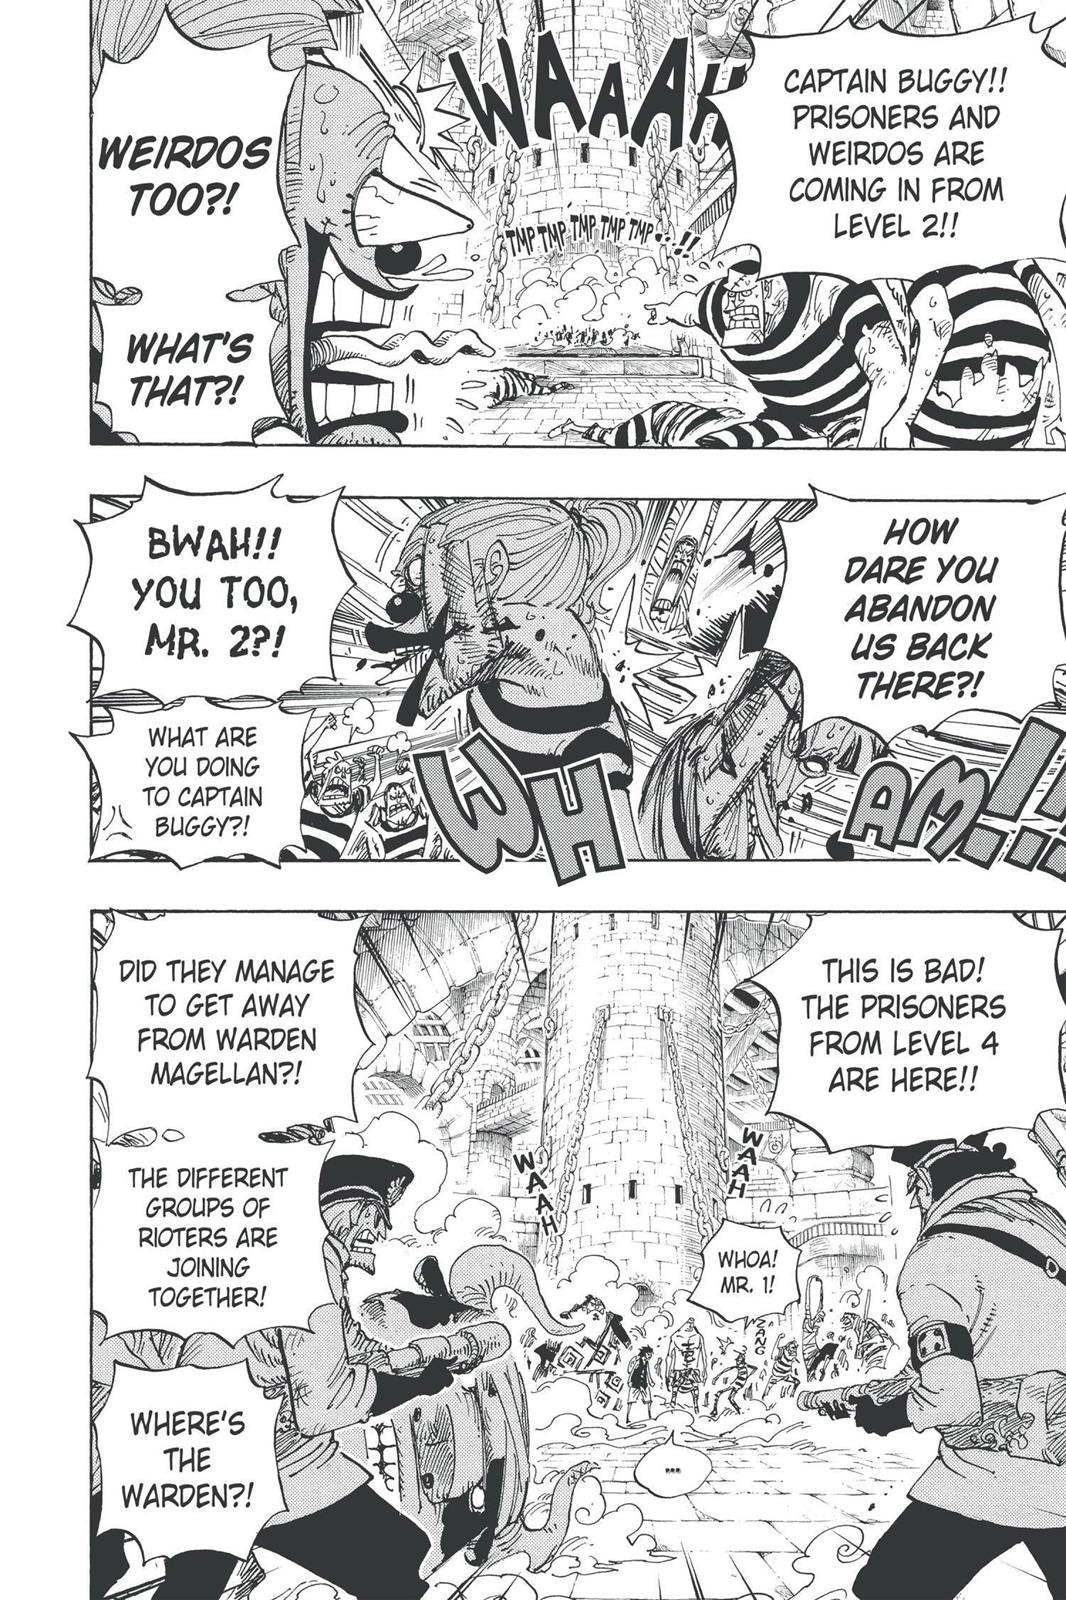 CAPTAIN BUGGY!!
PRISONERS AND
WEIRDOS ARE
COMING IN FROM
LEVEL 2!!
WAAAH
TMP TMP TMP TMP TMP...!!
WEIRDOS
TOO?!
WHAT'S
THAT?!
HOW
DARE YOU
ABANDON
US BACK
THERE?!
WHAM!!...!!
BWAH!!
YOU TOO,
MR. 2?!
WHAT ARE
YOU DOING
TO CAPTAIN
BUGGY?!
THIS IS BAD!
THE PRISONERS
FROM LEVEL 4
ARE HERE!!
DID THEY MANAGE
TO GET AWAY
FROM WARDEN
MAGELLAN?!
WAAH
WAAH
WHOA!
MR. 1!
ZANG
...
THE DIFFERENT
GROUPS OF
RIOTERS ARE
JOINING
TOGETHER!
WHERE'S
THE
WARDEN?!